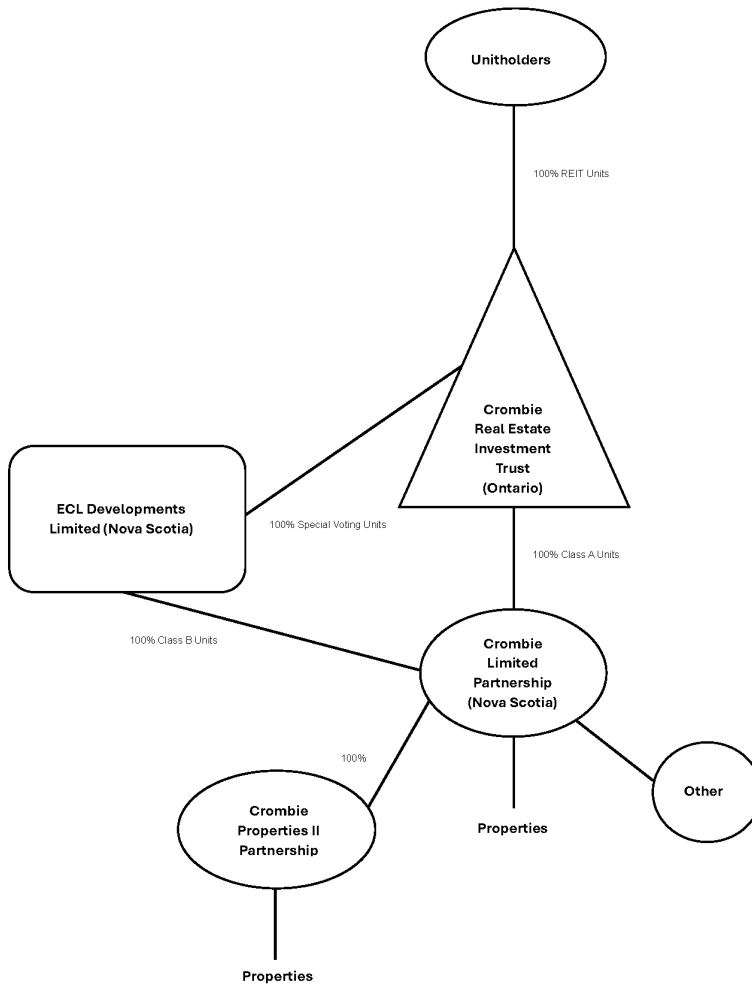 Unitholders
100% REIT Units
Crombie
Real Estate
Investment
Trust
(Ontario)
ECL Developments
Limited (Nova Scotia)
100% Special Voting Units
100% Class A Units
100% Class B Units
Crombie
Limited
Partnership
(Nova Scotia)
100%
Other
Crombie
Properties II
Partnership
Properties
Properties